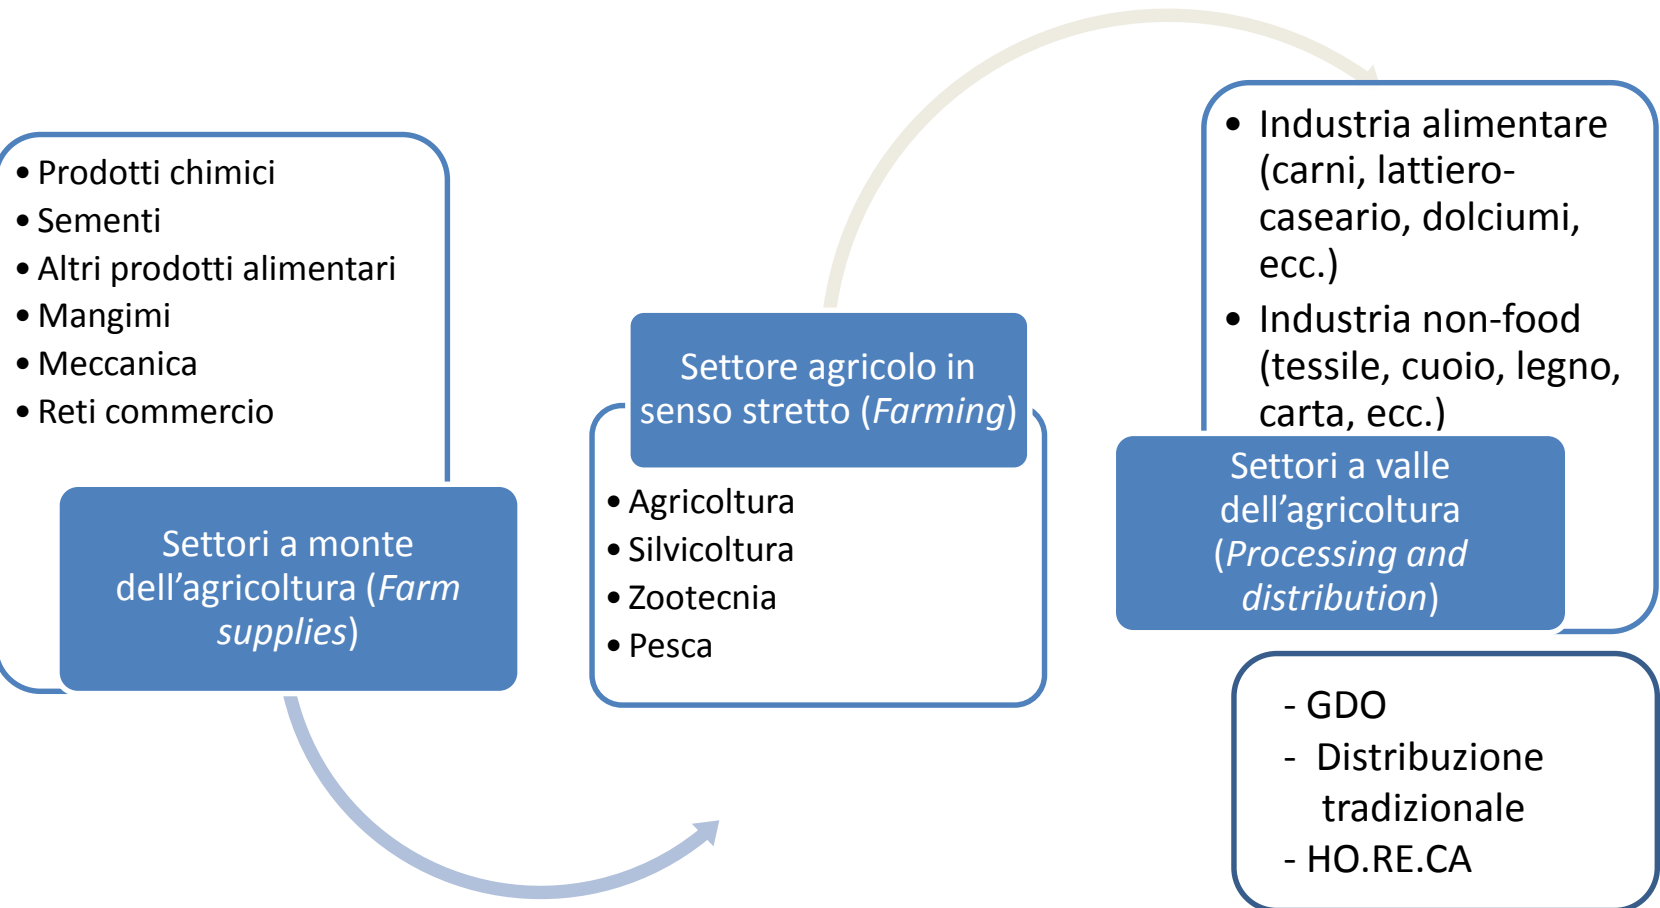 • Prodotti chimici
• Sementi
• Altri prodotti alimentari
• Mangimi
• Meccanica
• Reti commercio
Settori a monte
dell’agricoltura (Farm
supplies)
Settore agricolo in
senso stretto (Farming)
• Agricoltura
• Silvicoltura
• Zootecnia
• Pesca
• Industria alimentare
(carni, lattiero-
caseario, dolciumi,
ecc.)
• Industria non-food
(tessile, cuoio, legno,
carta, ecc.)
Settori a valle
dell’agricoltura
(Processing and
distribution)
- GDO
- Distribuzione
tradizionale
- HO.RE.CA